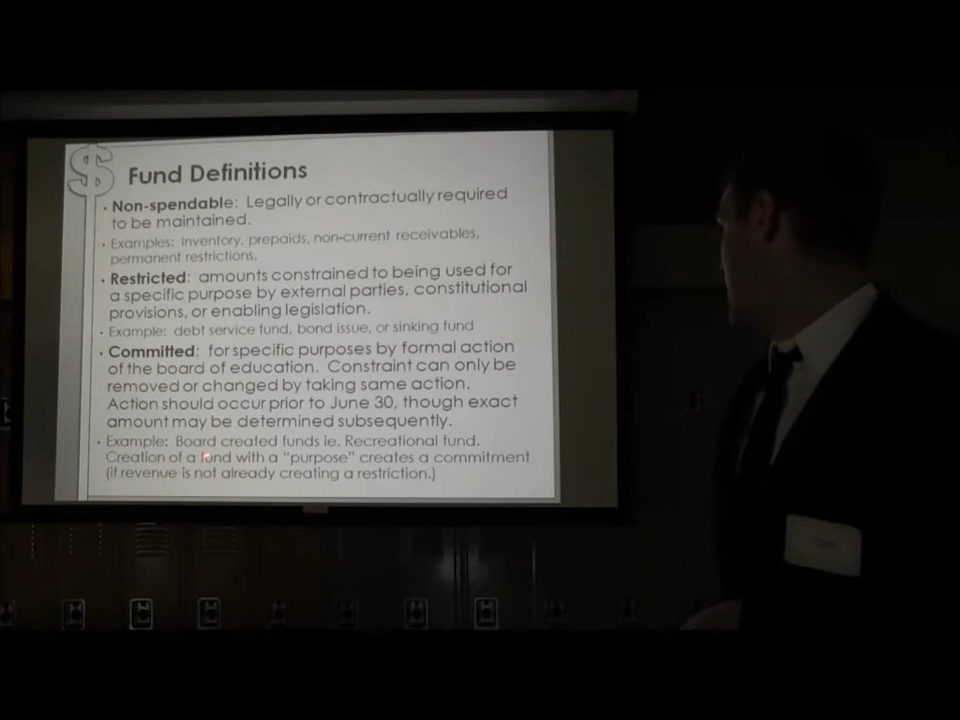 $ Fund Definitions
· Non-spendable: Legally or contractually required
to be maintained.
· Examples: Inventory, prepaids, non-current receivables,
permanent restrictions.
· Restricted: amounts constrained to being used for
a specific purpose by external parties, constitutional
provisions, or enabling legislation.
· Example: debt service fund, bond issue, or sinking fund
· Committed: for specific purposes by formal action
of the board of education. Constraint can only be
removed or changed by taking same action.
Action should occur prior to June 30, though exact
amount may be determined subsequently.
· Example: Board created funds ie. Recreational fund.
Creation of a fund with a "purpose" creates a commitment
(if revenue is not already creating a restriction.)